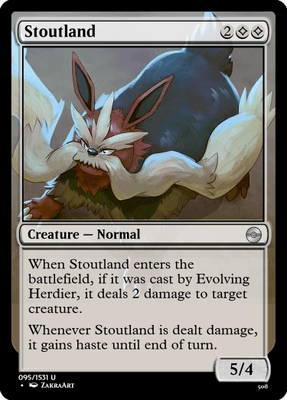 Stoutland 2
Creature — Normal
When Stoutland enters the
battlefield, if it was cast by Evolving
Herdier, it deals 2 damage to target
creature.
Whenever Stoutland is dealt damage,
it gains haste until end of turn.
5/4
095/1531 U
• ZakraArt
508